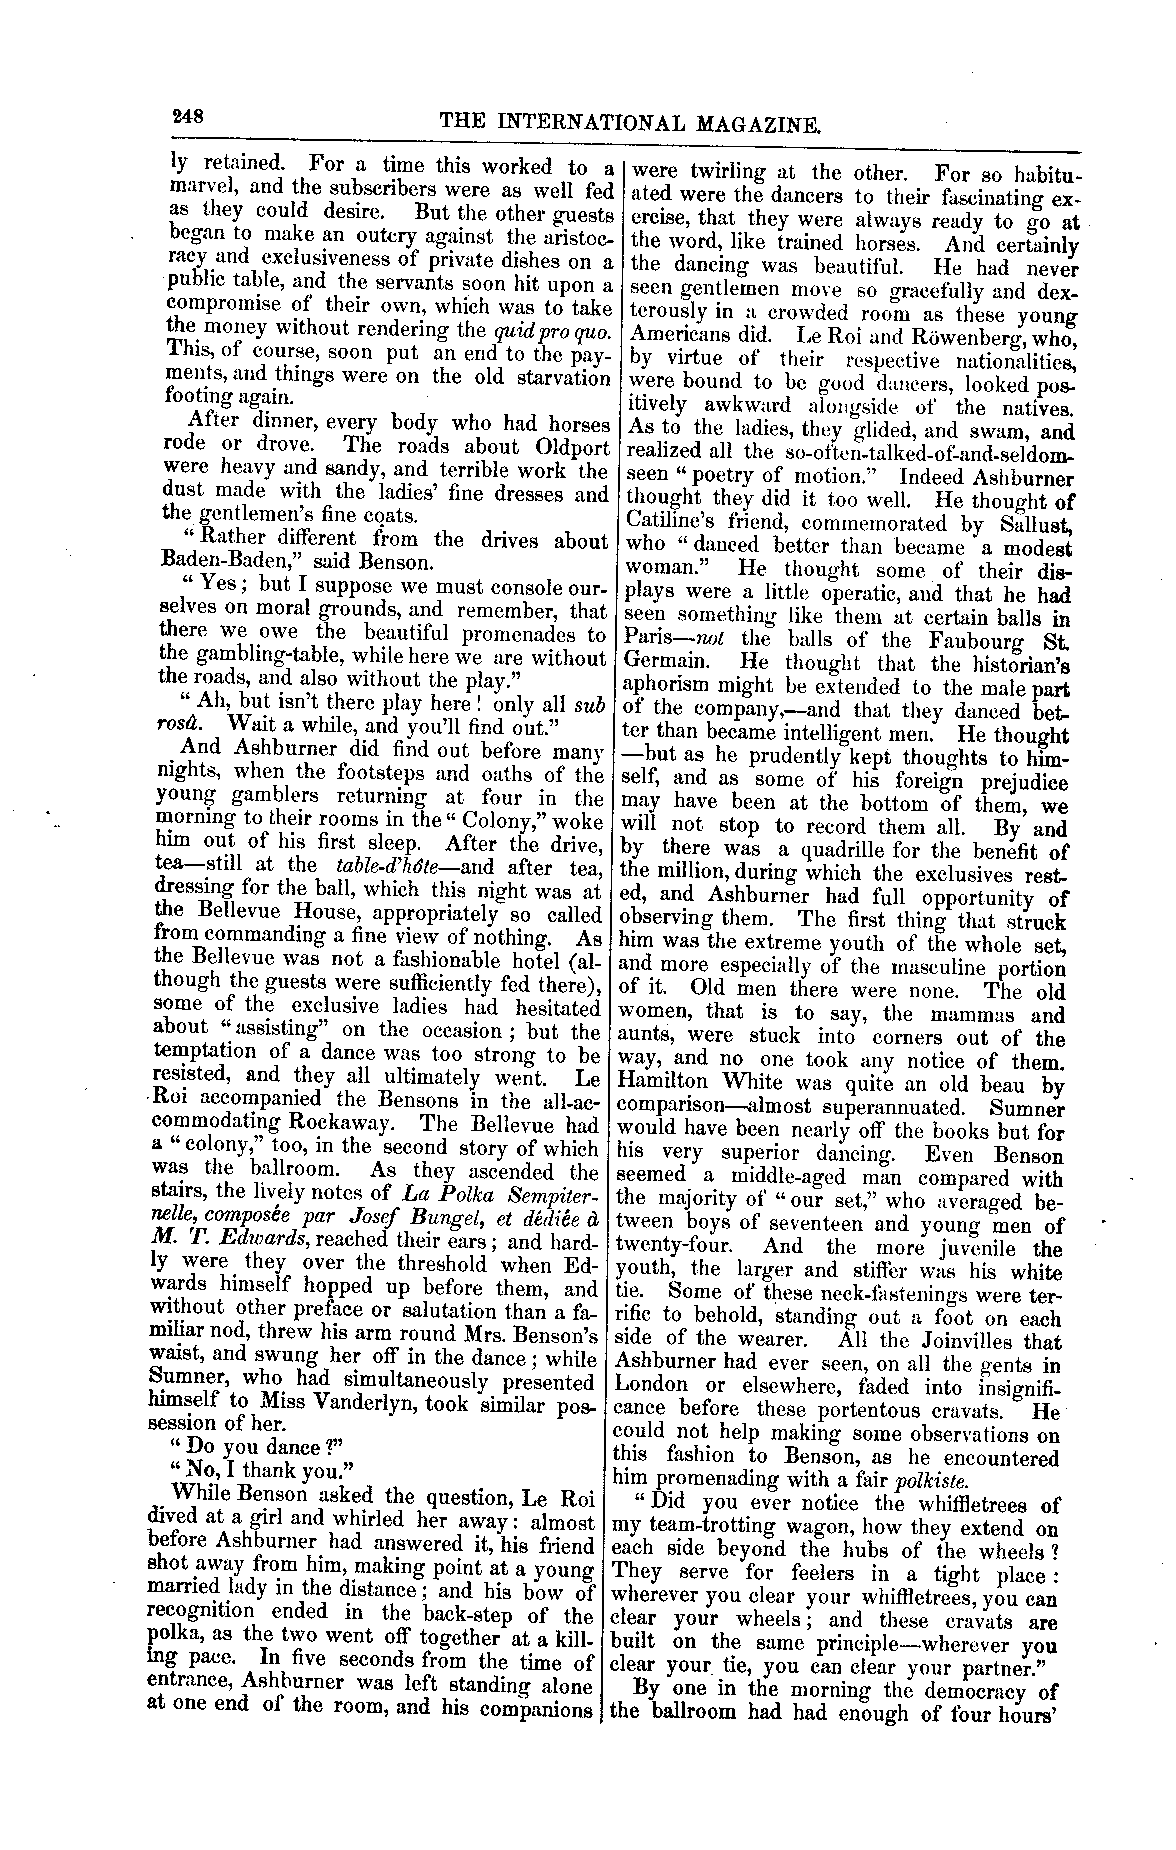 248
THE INTERNATIONAL MAGAZINE.
ly retained. For a time this worked to a
marvel, and the subscribers were as well fed
as they could desire. But the other guests
began to make an outcry against the aristoc-
racy and exclusiveness of private dishes on a
public table, and the servants soon hit upon a
compromise of their own, which was to take
the money without rendering the quid pro quo.
This, of course, soon put an end to the pay-
ments, and things were on the old starvation
footing again.
After dinner, every body who had horses
rode or drove. The roads about Oldport
were heavy and sandy, and terrible work the
dust made with the ladies' fine dresses and
the gentlemen's fine coats.
"Rather different from the drives about
Baden-Baden," said Benson.
"Yes; but I suppose we must console our-
selves on moral grounds, and remember, that
there we owe the beautiful promenades to
the gambling-table, while here we are without
the roads, and also without the play."
"Ah, but isn't there play here! only all sub
rosâ. Wait a while, and you'll find out."
And Ashburner did find out before many
nights, when the footsteps and oaths of the
young gamblers returning at four in the
morning to their rooms in the "Colony," woke
him out of his first sleep. After the drive,
tea—still at the table-d'hôte—and after tea,
dressing for the ball, which this night was at
the Bellevue House, appropriately so called
from commanding a fine view of nothing. As
the Bellevue was not a fashionable hotel (al-
though the guests were sufficiently fed there),
some of the exclusive ladies had hesitated
about "assisting" on the occasion; but the
temptation of a dance was too strong to be
resisted, and they all ultimately went. Le
Roi accompanied the Bensons in the all-ac-
commodating Rockaway. The Bellevue had
a "colony," too, in the second story of which
was the ballroom. As they ascended the
stairs, the lively notes of La Polka Sempiter-
nelle, composée par Josef Bungel, et dédiée à
M. T. Edwards, reached their ears; and hard-
ly were they over the threshold when Ed-
wards himself hopped up before them, and
without other preface or salutation than a fa-
miliar nod, threw his arm round Mrs. Benson's
waist, and swung her off in the dance; while
Sumner, who had simultaneously presented
himself to Miss Vanderlyn, took similar pos-
session of her.
"Do you dance?"
"No, I thank you."
While Benson asked the question, Le Roi
dived at a girl and whirled her away: almost
before Ashburner had answered it, his friend
shot away from him, making point at a young
married lady in the distance; and his bow of
recognition ended in the back-step of the
polka, as the two went off together at a kill-
ing pace. In five seconds from the time of
entrance, Ashburner was left standing alone
at one end of the room, and his companions
were twirling at the other. For so habitu-
ated were the dancers to their fascinating ex-
ercise, that they were always ready to go at
the word, like trained horses. And certainly
the dancing was beautiful. He had never
seen gentlemen move so gracefully and dex-
terously in a crowded room as these young
Americans did. Le Roi and Röwenberg, who,
by virtue of their respective nationalities,
were bound to be good dancers, looked pos-
itively awkward alongside of the natives.
As to the ladies, they glided, and swam, and
realized all the so-often-talked-of-and-seldom-
seen "poetry of motion." Indeed Ashburner
thought they did it too well. He thought of
Catiline's friend, commemorated by Sallust,
who "danced better than became a modest
woman." He thought some of their dis-
plays were a little operatic, and that he had
seen something like them at certain balls in
Paris—not the balls of the Faubourg St.
Germain. He thought that the historian's
aphorism might be extended to the male part
of the company,—and that they danced bet-
ter than became intelligent men. He thought
—but as he prudently kept thoughts to him-
self, and as some of his foreign prejudice
may have been at the bottom of them, we
will not stop to record them all. By and
by there was a quadrille for the benefit of
the million, during which the exclusives rest-
ed, and Ashburner had full opportunity of
observing them. The first thing that struck
him was the extreme youth of the whole set,
and more especially of the masculine portion
of it. Old men there were none. The old
women, that is to say, the mammas and
aunts, were stuck into corners out of the
way, and no one took any notice of them.
Hamilton White was quite an old beau by
comparison—almost superannuated. Sumner
would have been nearly off the books but for
his very superior dancing. Even Benson
seemed a middle-aged man compared with
the majority of "our set," who averaged be-
tween boys of seventeen and young men of
twenty-four. And the more juvenile the
youth, the larger and stiffer was his white
tie. Some of these neck-fastenings were ter-
rific to behold, standing out a foot on each
side of the wearer. All the Joinvilles that
Ashburner had ever seen, on all the gents in
London or elsewhere, faded into insignifi-
cance before these portentous cravats. He
could not help making some observations on
this fashion to Benson, as he encountered
him promenading with a fair polkiste.
"Did you ever notice the whiffletrees of
my team-trotting wagon, how they extend on
each side beyond the hubs of the wheels?
They serve for feelers in a tight place:
wherever you clear your whiffletrees, you can
clear your wheels; and these cravats are
built on the same principle—wherever you
clear your tie, you can clear your partner."
By one in the morning the democracy of
the ballroom had had enough of four hours'